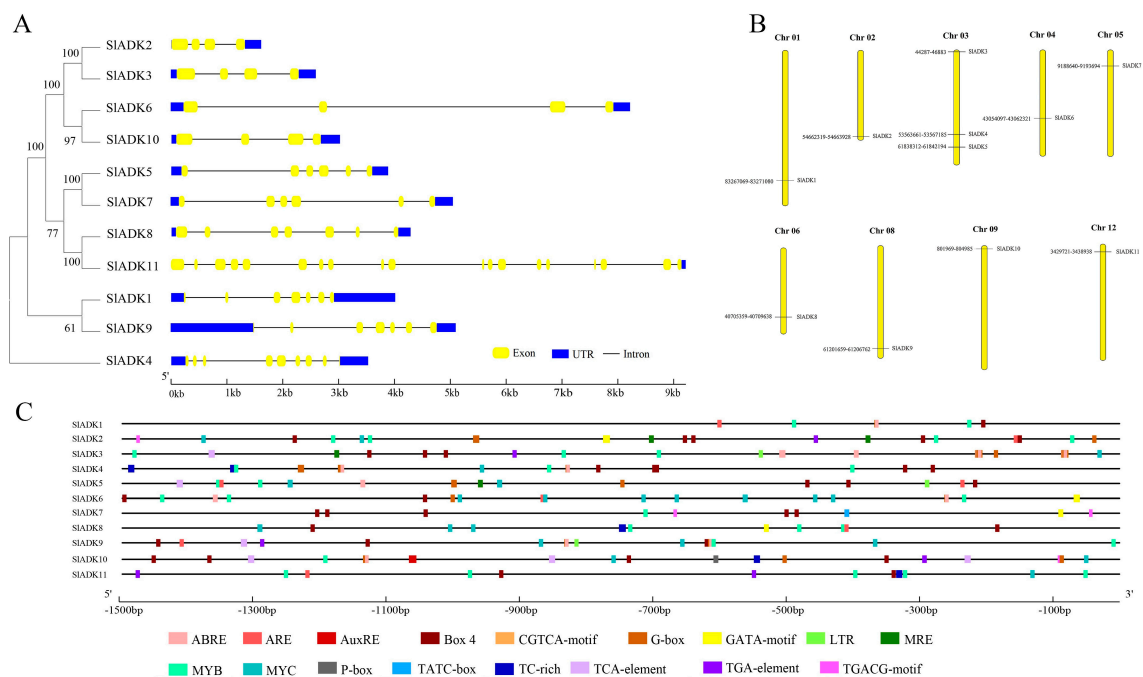 A
SlADK2
SlADK3
SlADK6
SlADK10
SlADK5
SlADK7
SlADK8
SlADK11
SlADK1
SlADK9
SlADK4
100
100
97
100
100
77
100
61
Exon UTR Intron
5'
0kb 1kb 2kb 3kb 4kb 5kb 6kb 7kb 8kb 9kb
B
Chr 01 Chr 02 Chr 03 Chr 04 Chr 05
83267069-83271080 SlADK1
54662319-54663928 SlADK2
44287-46883 SlADK3
53563661-53567185 SlADK4
61838312-61842194 SlADK5
43054097-43062321 SlADK6
9188640-9193694 SlADK7
Chr 06 Chr 08 Chr 09 Chr 12
40705359-40709638 SlADK8
61201659-61206762 SlADK9
801969-804985 SlADK10
3429721-3438938 SlADK11
C
SlADK1
SlADK2
SlADK3
SlADK4
SlADK5
SlADK6
SlADK7
SlADK8
SlADK9
SlADK10
SlADK11
5' 3'
-1500bp -1300bp -1100bp -900bp -700bp -500bp -300bp -100bp
ABRE ARE AuxRE Box 4 CGTCA-motif G-box GATA-motif LTR MRE
MYB MYC P-box TATC-box TC-rich TCA-element TGA-element TGACG-motif